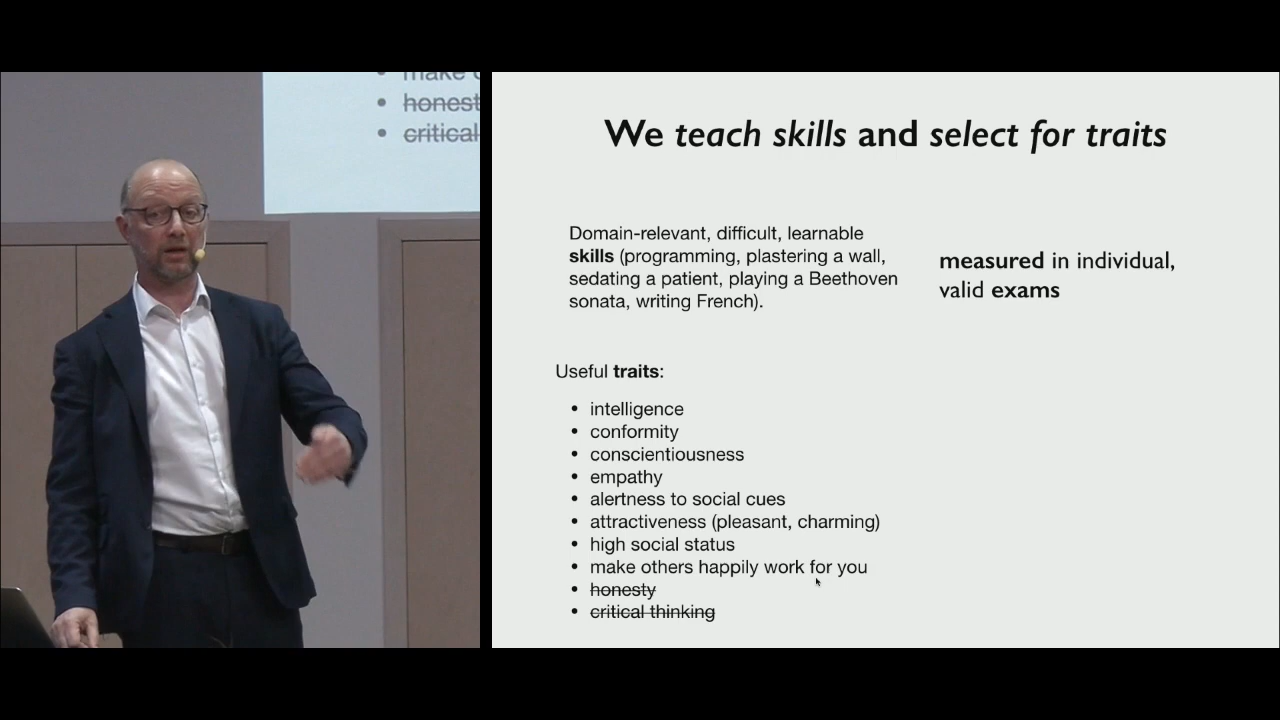 make
honest
critical
We teach skills and select for traits
Domain-relevant, difficult, learnable
skills (programming, plastering a wall,
sedating a patient, playing a Beethoven
sonata, writing French).
measured in individual,
valid exams
Useful traits:
• intelligence
• conformity
• conscientiousness
• empathy
• alertness to social cues
• attractiveness (pleasant, charming)
• high social status
• make others happily work for you
• honesty
• critical thinking